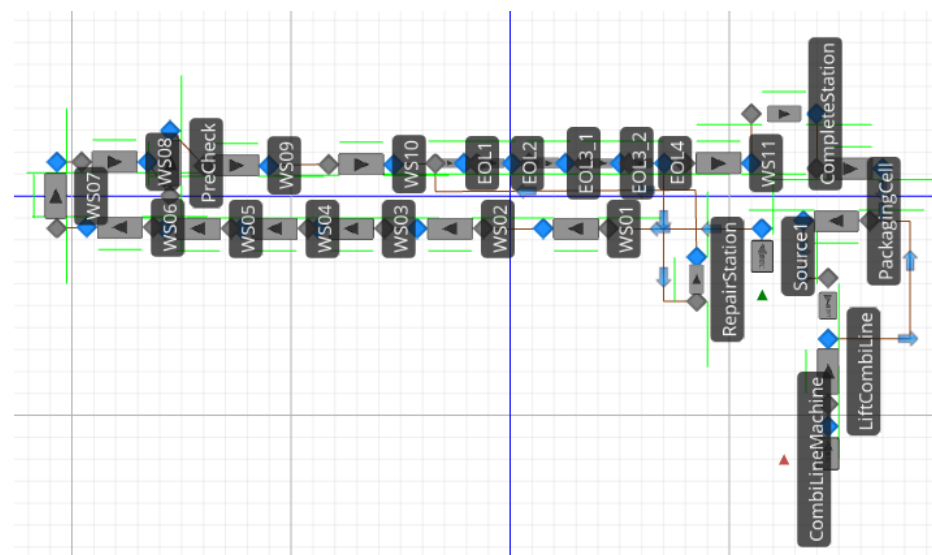 CompleteStation
WS08
PreCheck
WS09
WS10
EOL1
EOL2
EOL3_1
EOL3_2
EOL4
WS11
WS07
WS06
WS05
WS04
WS03
WS02
WS01
RepairStation
Source1
PackagingCell
LiftCombiLine
CombiLineMachine